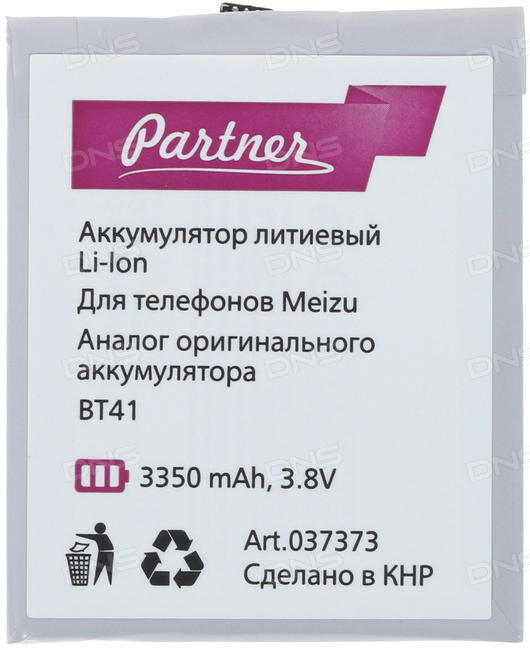 Partner
Аккумулятор литиевый
Li-Ion
Для телефонов Meizu
Аналог оригинального
аккумулятора
BT41
3350 mAh, 3.8V
Art.037373
Сделано в КНР
DNS